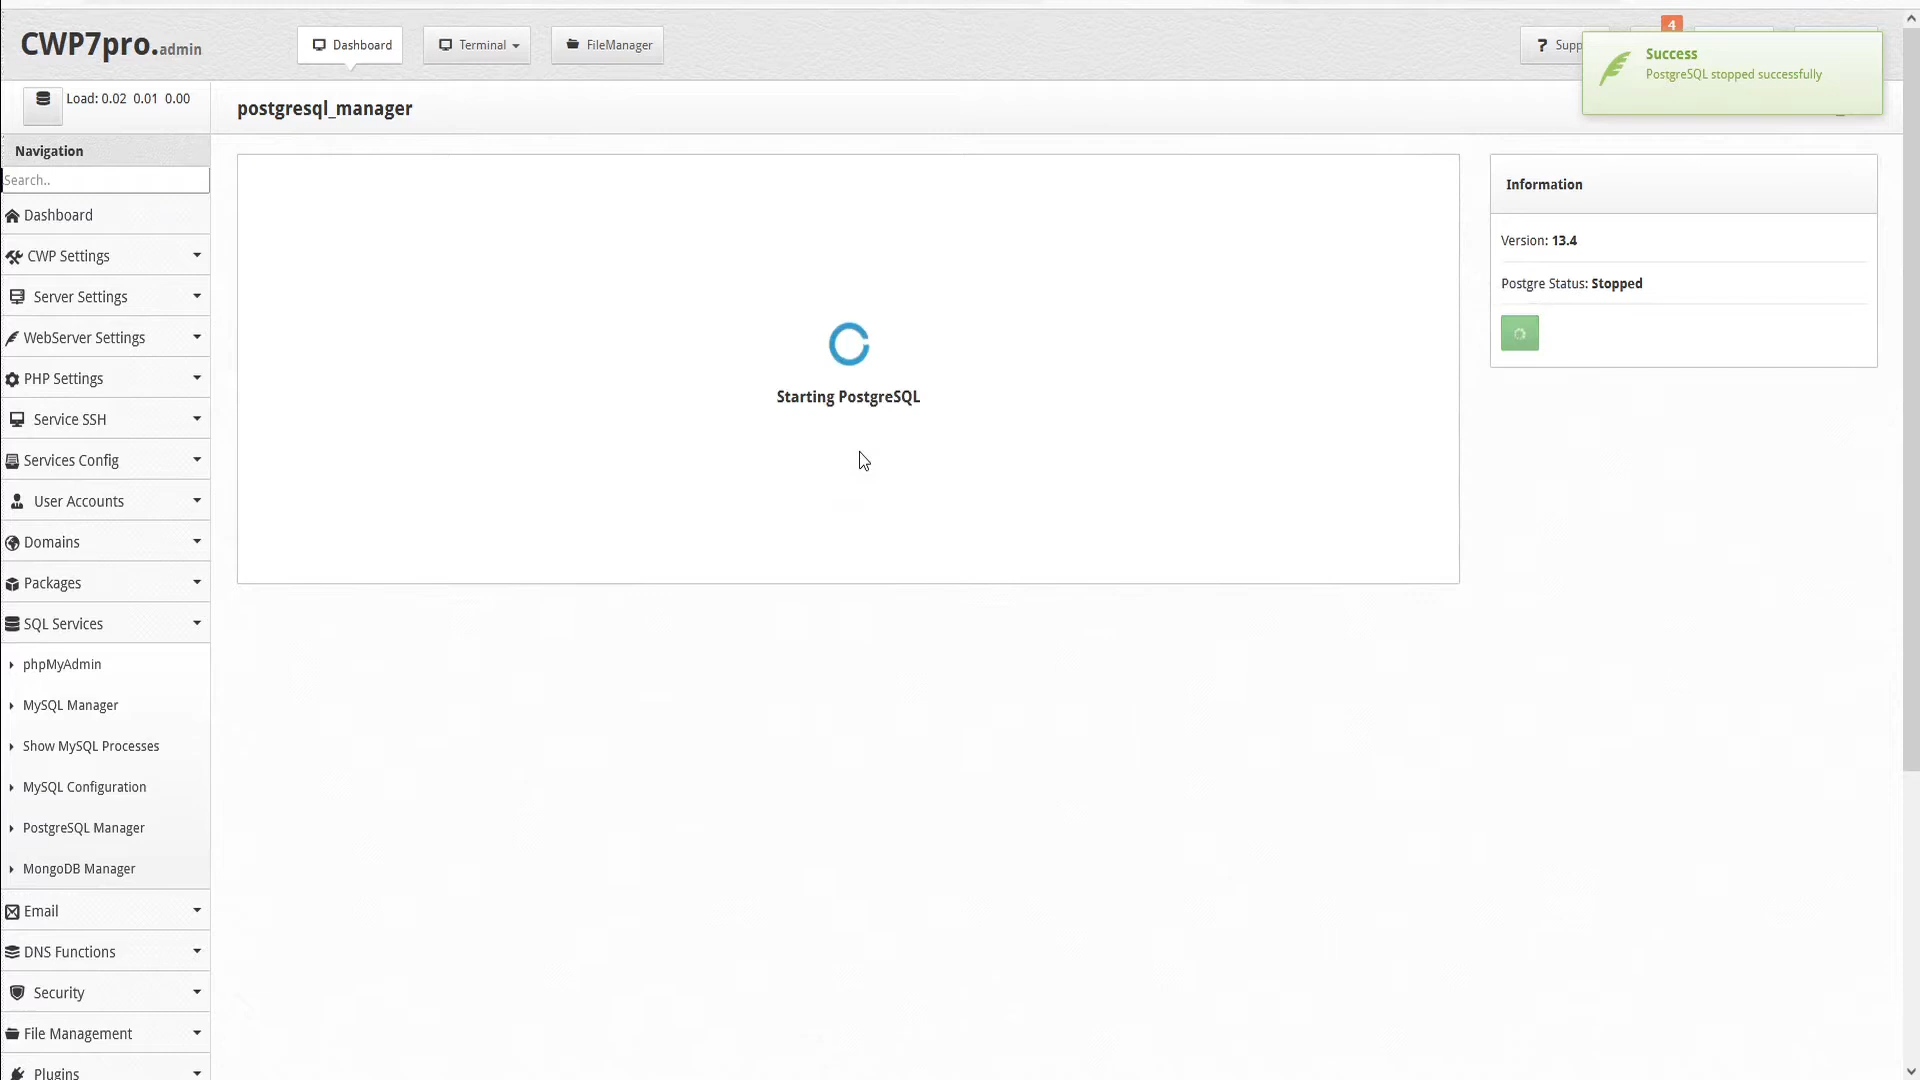 CWP7pro.admin
Dashboard
Terminal
FileManager
? Supp
4
Success
PostgreSQL stopped successfully
Load: 0.02 0.01 0.00
postgresql_manager
Navigation
Search..
Dashboard
CWP Settings
Server Settings
WebServer Settings
PHP Settings
Service SSH
Services Config
User Accounts
Domains
Packages
SQL Services
phpMyAdmin
MySQL Manager
Show MySQL Processes
MySQL Configuration
PostgreSQL Manager
MongoDB Manager
Email
DNS Functions
Security
File Management
Plugins
Starting PostgreSQL
Information
Version: 13.4
Postgre Status: Stopped